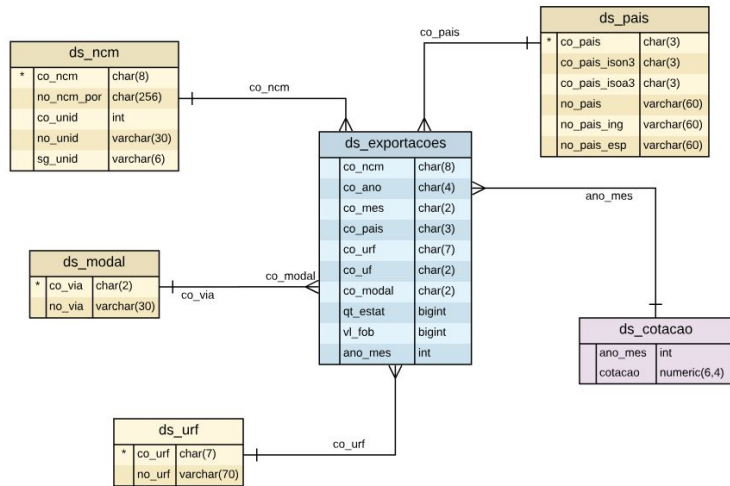 ds_pais
* co_pais char(3)
co_pais_ison3 char(3)
co_pais_isoa3 char(3)
no_pais varchar(60)
no_pais_ing varchar(60)
no_pais_esp varchar(60)
co_pais
ds_ncm
* co_ncm char(8)
no_ncm_por char(256)
co_unid int
no_unid varchar(30)
sg_unid varchar(6)
co_ncm
ds_exportacoes
co_ncm char(8)
co_ano char(4)
co_mes char(2)
co_pais char(3)
co_urf char(7)
co_uf char(2)
co_modal char(2)
qt_estat bigint
vl_fob bigint
ano_mes int
ano_mes
ds_modal
* co_via char(2)
no_via varchar(30)
co_modal
co_via
ds_cotacao
ano_mes int
cotacao numeric(6,4)
ds_urf
* co_urf char(7)
no_urf varchar(70)
co_urf